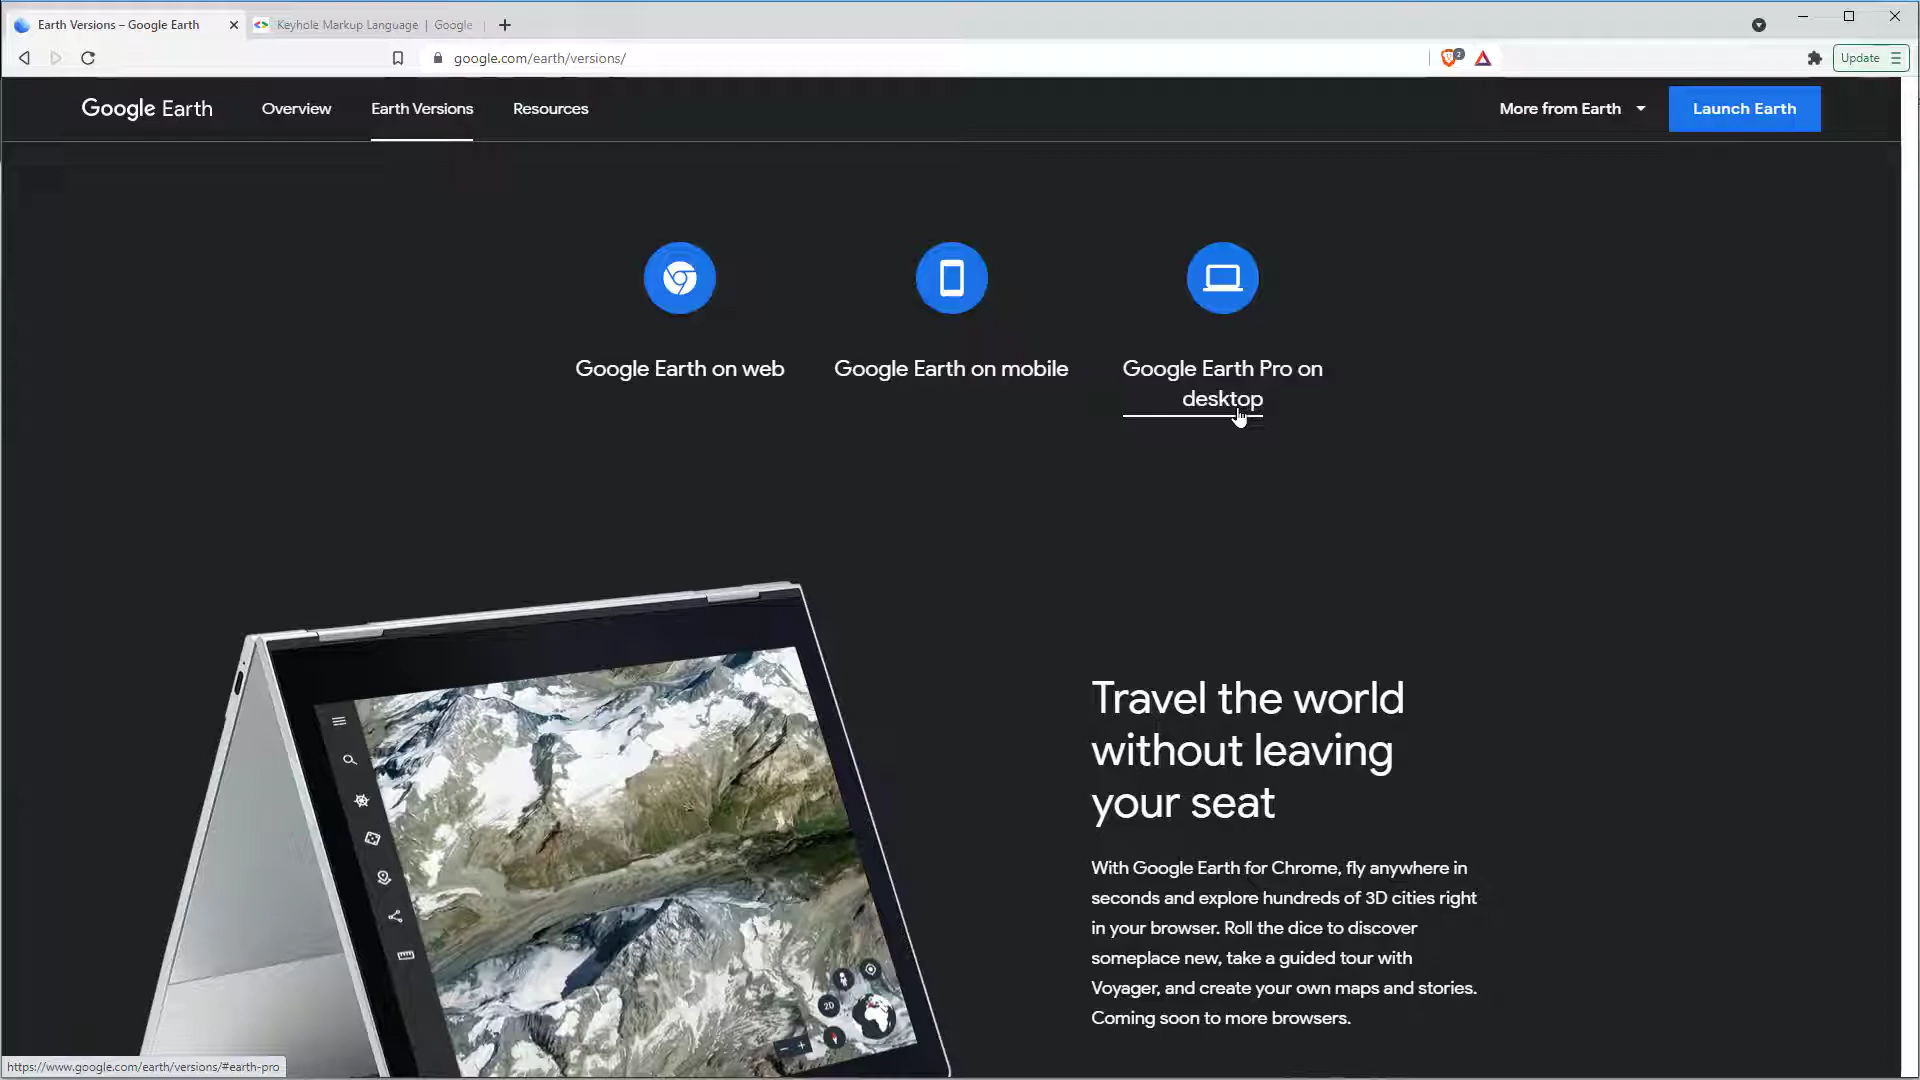 Earth Versions – Google Earth
Keyhole Markup Language | Google
google.com/earth/versions/
2
Update
Google Earth
Overview
Earth Versions
Resources
More from Earth
Launch Earth
Google Earth on web
Google Earth on mobile
Google Earth Pro on
desktop
2D
Travel the world
without leaving
your seat
With Google Earth for Chrome, fly anywhere in
seconds and explore hundreds of 3D cities right
in your browser. Roll the dice to discover
someplace new, take a guided tour with
Voyager, and create your own maps and stories.
Coming soon to more browsers.
https://www.google.com/earth/versions/#earth-pro